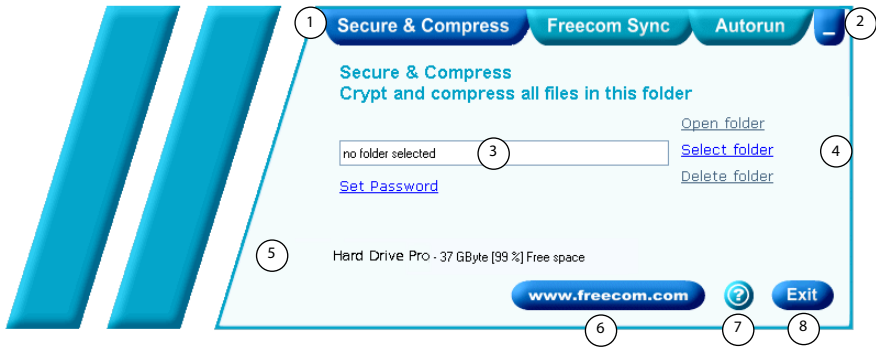 1 Secure & Compress Freecom Sync Autorun _ 2
Secure & Compress
Crypt and compress all files in this folder
Open folder
no folder selected 3 Select folder 4
Set Password Delete folder
5 Hard Drive Pro - 37 GByte [99 %] Free space
www.freecom.com ? Exit
6 7 8